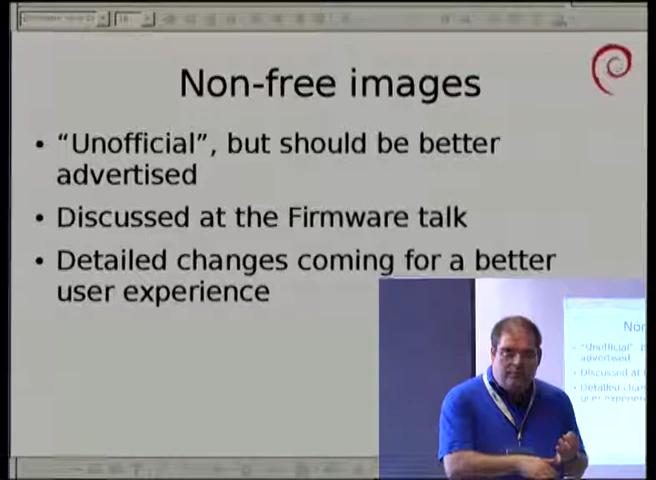 Non-free images
• “Unofficial”, but should be better
advertised
• Discussed at the Firmware talk
• Detailed changes coming for a better
user experience